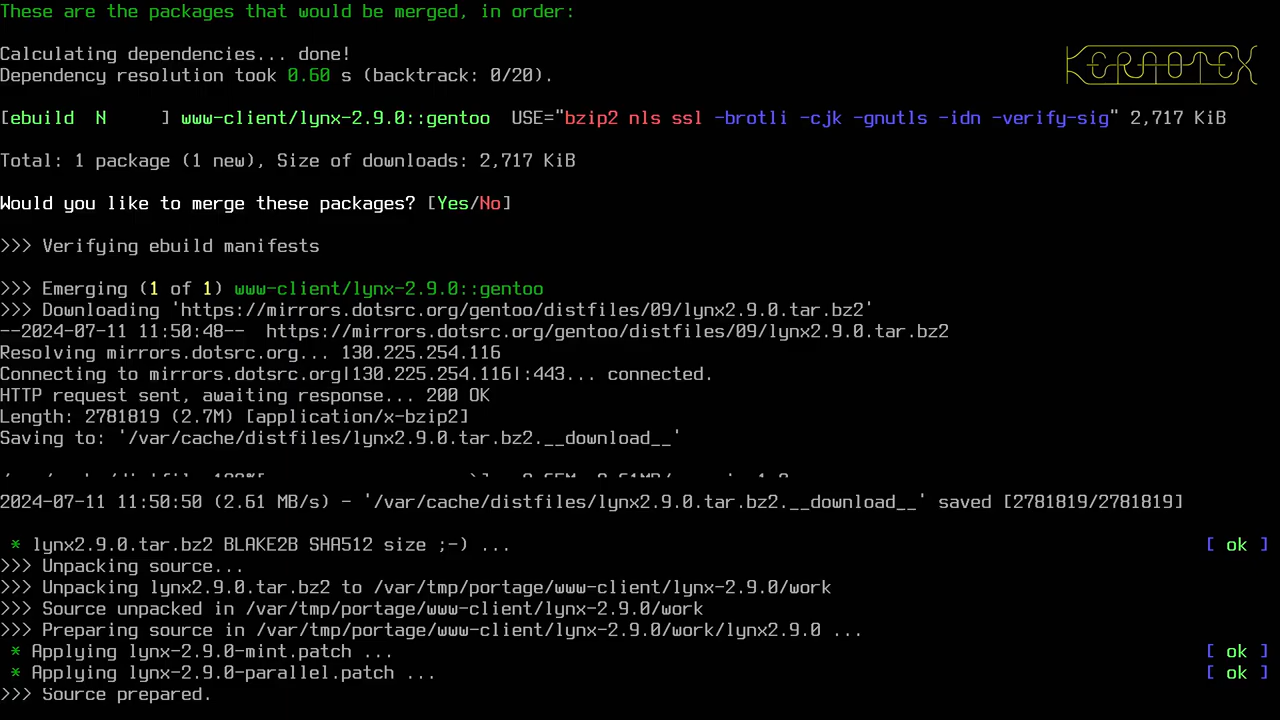 These are the packages that would be merged, in order:
Calculating dependencies... done!
Dependency resolution took 0.60 s (backtrack: 0/20).
KERAOTEX
[ebuild  N     ] www-client/lynx-2.9.0::gentoo  USE="bzip2 nls ssl -brotli -cjk -gnutls -idn -verify-sig" 2,717 KiB
Total: 1 package (1 new), Size of downloads: 2,717 KiB
Would you like to merge these packages? [Yes/No]
>>> Verifying ebuild manifests
>>> Emerging (1 of 1) www-client/lynx-2.9.0::gentoo
>>> Downloading 'https://mirrors.dotsrc.org/gentoo/distfiles/09/lynx2.9.0.tar.bz2'
--2024-07-11 11:50:48--  https://mirrors.dotsrc.org/gentoo/distfiles/09/lynx2.9.0.tar.bz2
Resolving mirrors.dotsrc.org... 130.225.254.116
Connecting to mirrors.dotsrc.org|130.225.254.116|:443... connected.
HTTP request sent, awaiting response... 200 OK
Length: 2781819 (2.7M) [application/x-bzip2]
Saving to: '/var/cache/distfiles/lynx2.9.0.tar.bz2.__download__'
2024-07-11 11:50:50 (2.61 MB/s) - '/var/cache/distfiles/lynx2.9.0.tar.bz2.__download__' saved [2781819/2781819]
 * lynx2.9.0.tar.bz2 BLAKE2B SHA512 size ;-) ... [ ok ]
>>> Unpacking source...
>>> Unpacking lynx2.9.0.tar.bz2 to /var/tmp/portage/www-client/lynx-2.9.0/work
>>> Source unpacked in /var/tmp/portage/www-client/lynx-2.9.0/work
>>> Preparing source in /var/tmp/portage/www-client/lynx-2.9.0/work/lynx2.9.0 ...
 * Applying lynx-2.9.0-mint.patch ... [ ok ]
 * Applying lynx-2.9.0-parallel.patch ... [ ok ]
>>> Source prepared.